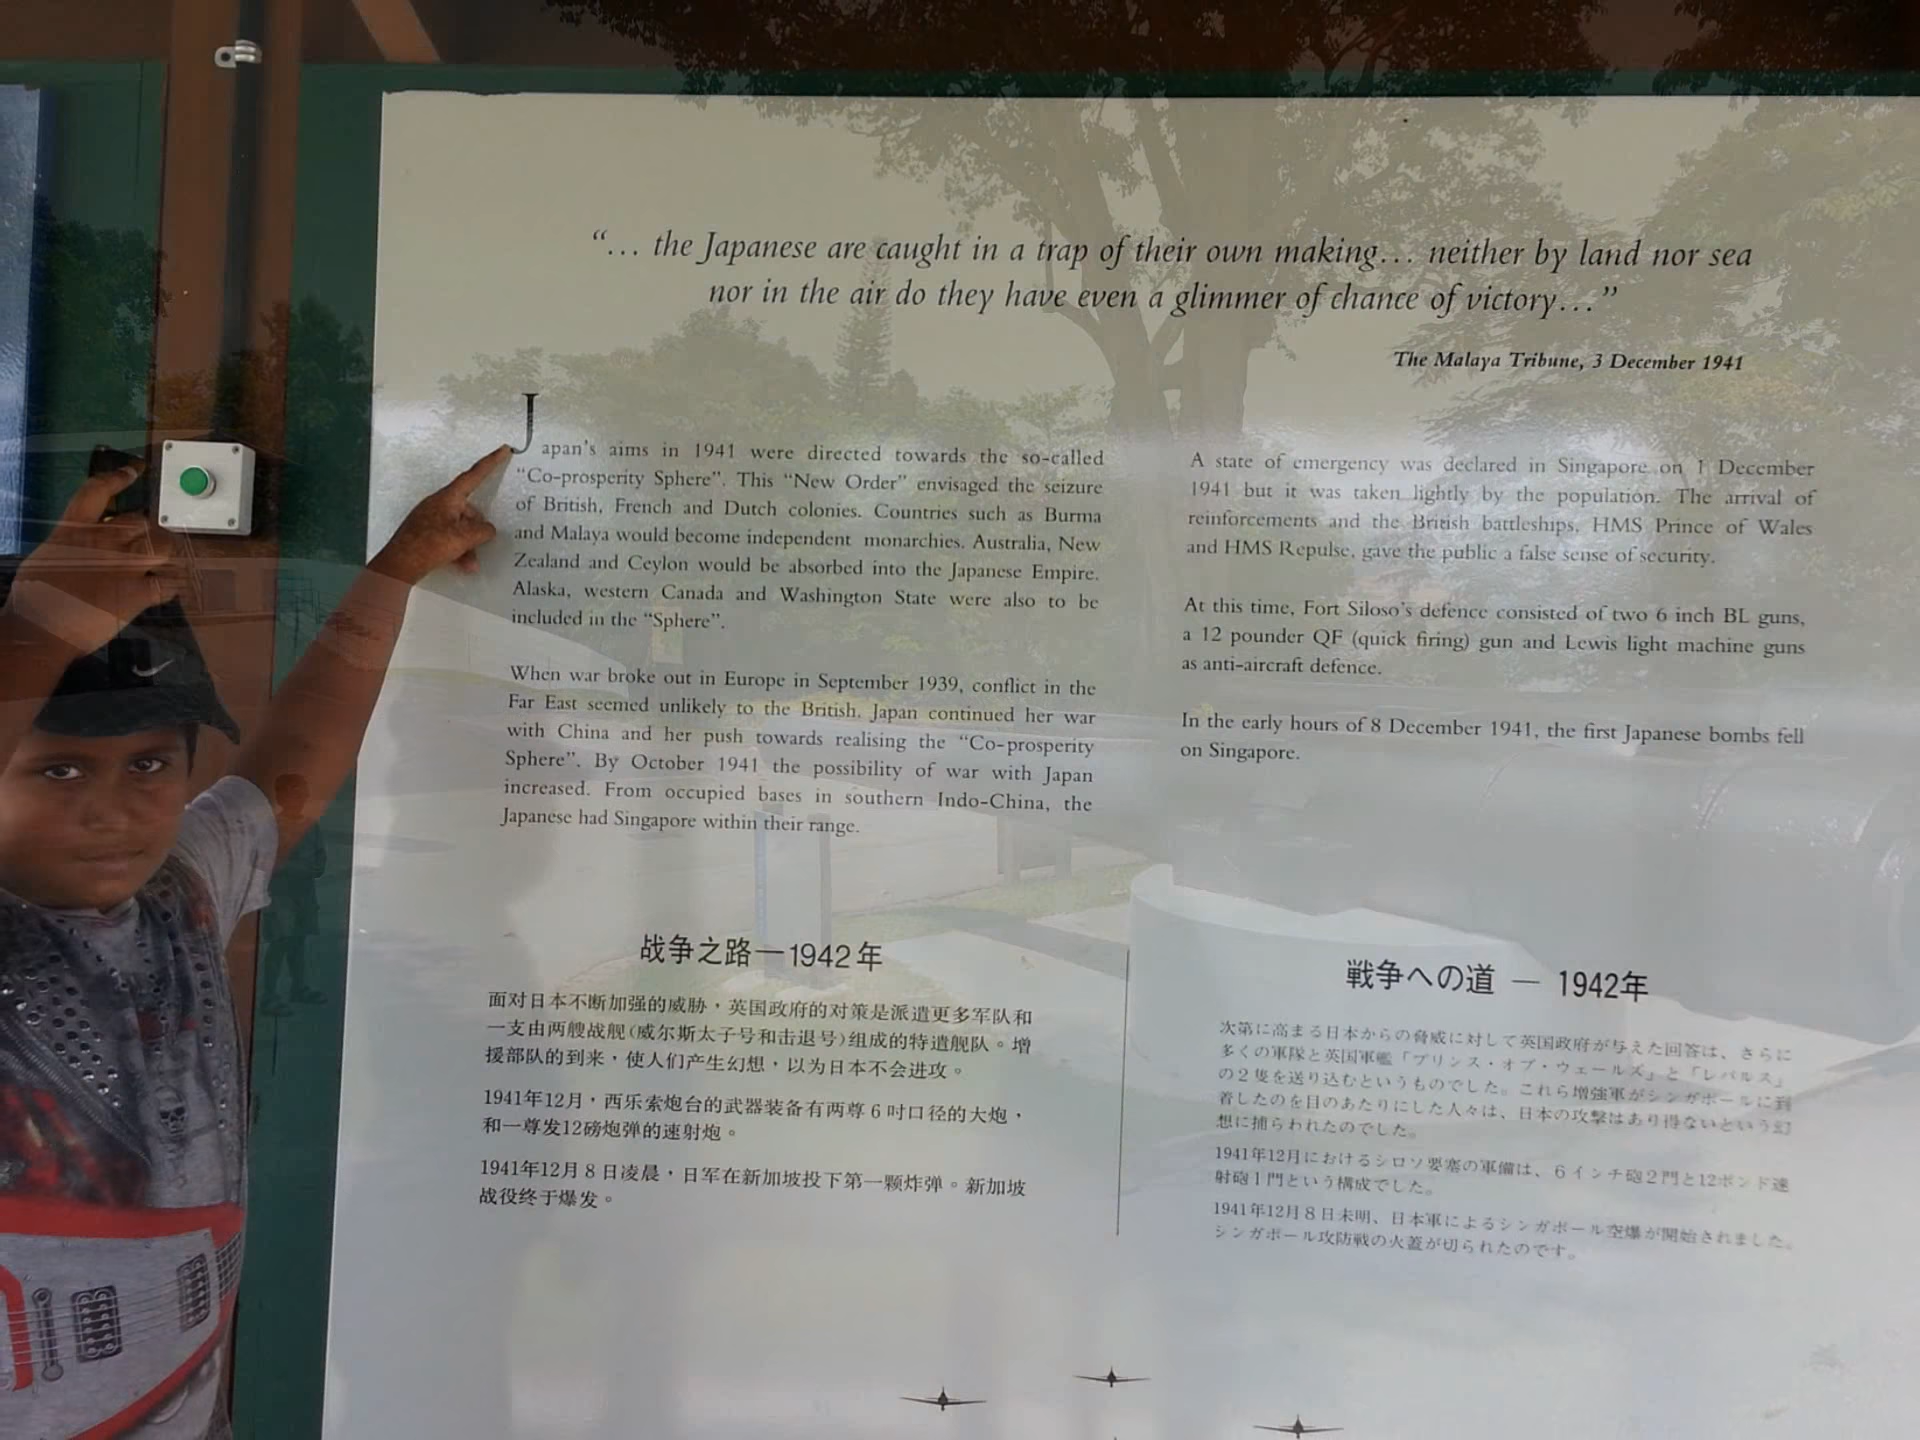 “… the Japanese are caught in a trap of their own making… neither by land nor sea
nor in the air do they have even a glimmer of chance of victory…”
The Malaya Tribune, 3 December 1941
Japan's aims in 1941 were directed towards the so-called
“Co-prosperity Sphere”. This “New Order” envisaged the seizure
of British, French and Dutch colonies. Countries such as Burma
and Malaya would become independent monarchies. Australia, New
Zealand and Ceylon would be absorbed into the Japanese Empire.
Alaska, western Canada and Washington State were also to be
included in the “Sphere”.
When war broke out in Europe in September 1939, conflict in the
Far East seemed unlikely to the British. Japan continued her war
with China and her push towards realising the “Co-prosperity
Sphere”. By October 1941 the possibility of war with Japan
increased. From occupied bases in southern Indo-China, the
Japanese had Singapore within their range.
A state of emergency was declared in Singapore on 1 December
1941 but it was taken lightly by the population. The arrival of
reinforcements and the British battleships, HMS Prince of Wales
and HMS Repulse, gave the public a false sense of security.
At this time, Fort Siloso's defence consisted of two 6 inch BL guns,
a 12 pounder QF (quick firing) gun and Lewis light machine guns
as anti-aircraft defence.
In the early hours of 8 December 1941, the first Japanese bombs fell
on Singapore.
战争之路—1942年
面对日本不断加强的威胁，英国政府的对策是派遣更多军队和
一支由两艘战舰(威尔斯太子号和击退号)组成的特遣舰队。增
援部队的到来，使人们产生幻想，以为日本不会进攻。
1941年12月，西乐索炮台的武器装备有两尊6吋口径的大炮，
和一尊发12磅炮弹的速射炮。
1941年12月8日凌晨，日军在新加坡投下第一颗炸弹。新加坡
战役终于爆发。
戦争への道 — 1942年
次第に高まる日本からの脅威に対して英国政府が与えた回答は、さらに
多くの軍隊と英国軍艦「プリンス・オブ・ウェールズ」と「レパルス」
の2隻を送り込むというものでした。これら増強軍がシンガポールに到
着したのを目のあたりにした人々は、日本の攻撃はあり得ないという幻
想に捕らわれたのでした。
1941年12月におけるシロソ要塞の軍備は、6インチ砲2門と12ポンド速
射砲1門という構成でした。
1941年12月8日未明、日本軍によるシンガポール空爆が開始されました。
シンガポール攻防戦の火蓋が切られたのです。